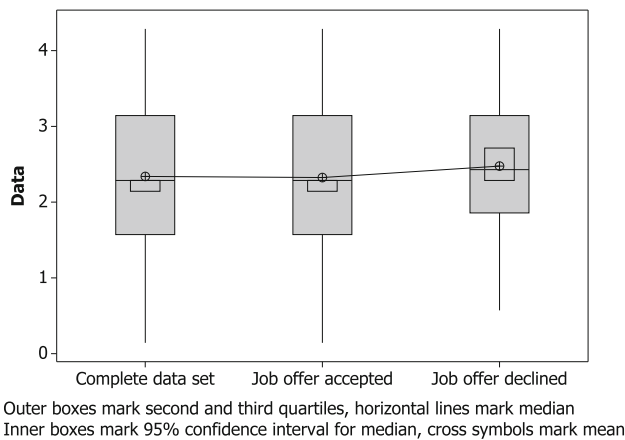 4
3
2
1
0
Data
Complete data set
Job offer accepted
Job offer declined
Outer boxes mark second and third quartiles, horizontal lines mark median
Inner boxes mark 95% confidence interval for median, cross symbols mark mean